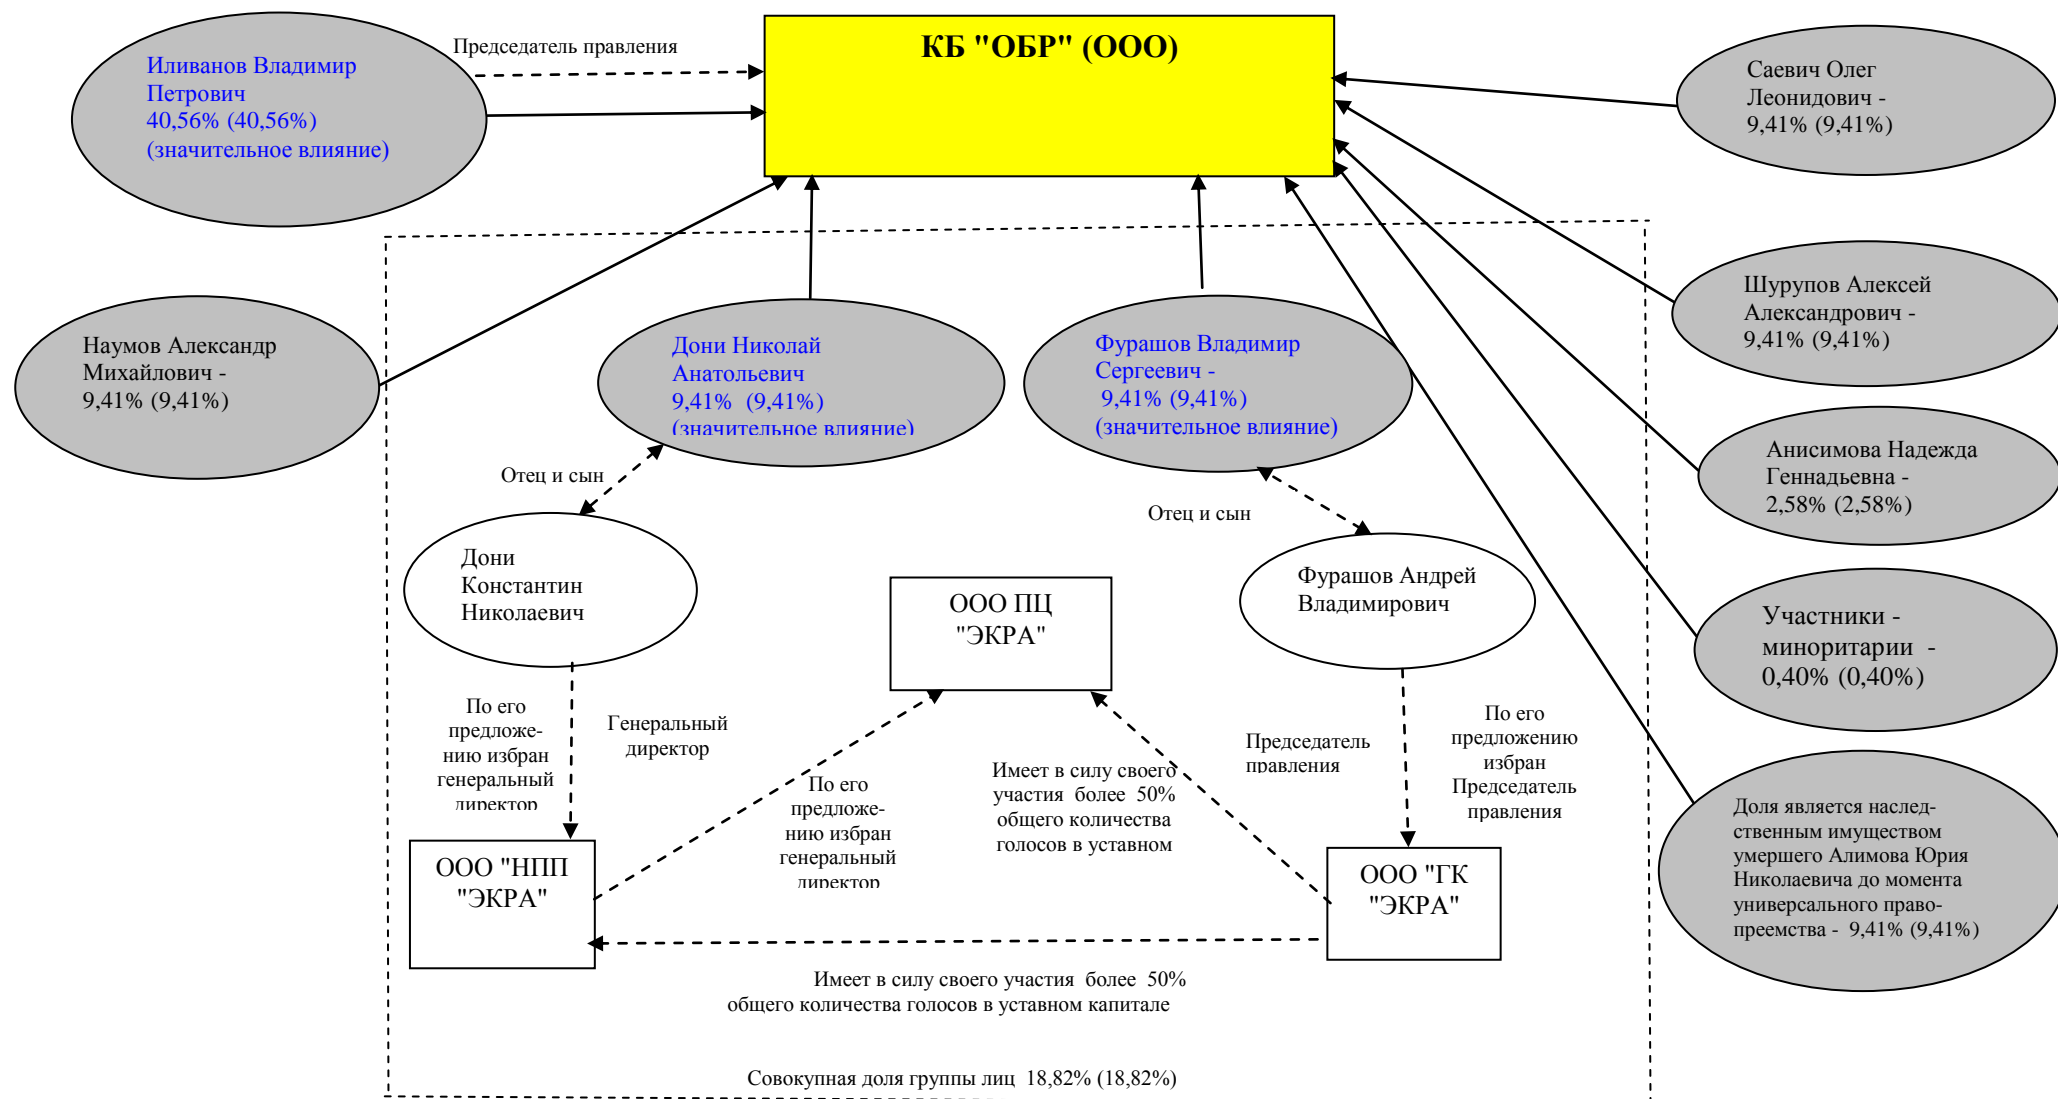 КБ "ОБР" (ООО)
Председатель правления
Иливанов Владимир
Петрович
40,56% (40,56%)
(значительное влияние)
Саевич Олег
Леонидович -
9,41% (9,41%)
Наумов Александр
Михайлович -
9,41% (9,41%)
Дони Николай
Анатольевич
9,41% (9,41%)
(значительное влияние)
Фурашов Владимир
Сергеевич -
9,41% (9,41%)
(значительное влияние)
Шурупов Алексей
Александрович -
9,41% (9,41%)
Анисимова Надежда
Геннадьевна -
2,58% (2,58%)
Отец и сын
Отец и сын
Дони
Константин
Николаевич
ООО ПЦ
"ЭКРА"
Фурашов Андрей
Владимирович
Участники -
миноритарии -
0,40% (0,40%)
По его
предложе-
нию избран
генеральный
директор
Генеральный
директор
По его
предложе-
нию избран
генеральный
директор
Имеет в силу своего
участия более 50%
общего количества
голосов в уставном
Председатель
правления
По его
предложению
избран
Председатель
правления
Доля является наслед-
ственным имуществом
умершего Алимова Юрия
Николаевича до момента
универсального право-
преемства - 9,41% (9,41%)
ООО "НПП
"ЭКРА"
ООО "ГК
"ЭКРА"
Имеет в силу своего участия более 50%
общего количества голосов в уставном капитале
Совокупная доля группы лиц 18,82% (18,82%)